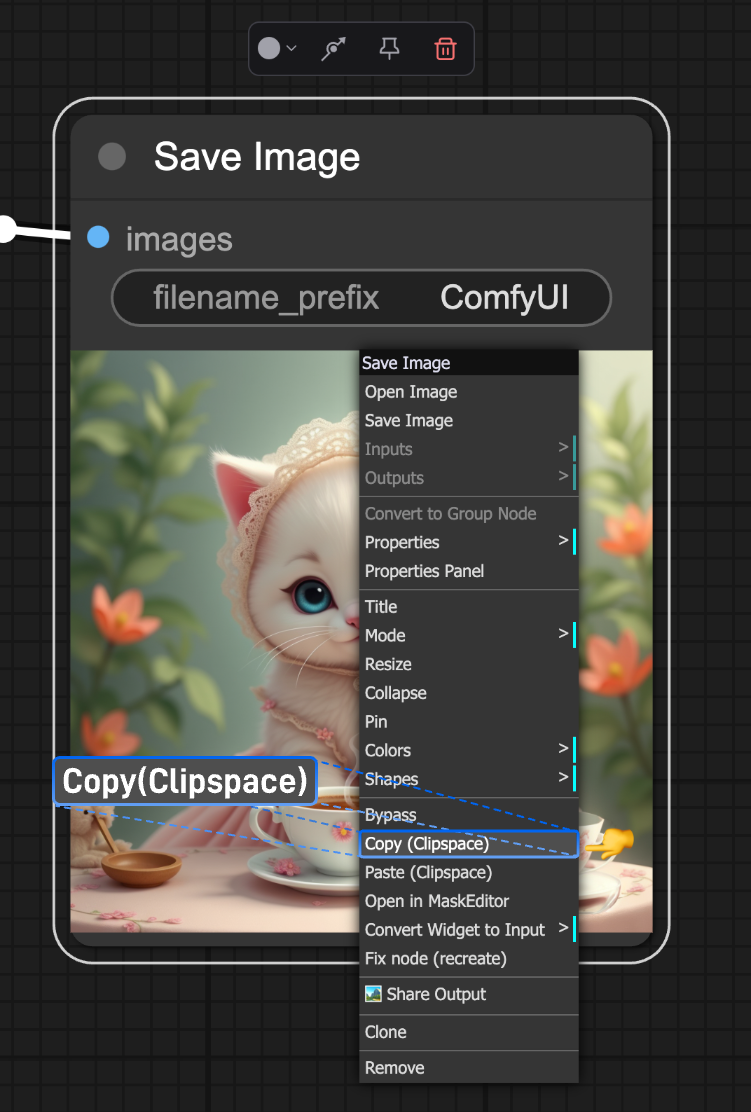 Save Image
images
filename_prefix ComfyUI
Save Image
Open Image
Save Image
Inputs >
Outputs >
Convert to Group Node
Properties >
Properties Panel
Title
Mode >
Resize
Collapse
Pin
Colors >
Shapes >
Copy(Clipspace)
Bypass
Copy (Clipspace)
Paste (Clipspace)
Open in MaskEditor
Convert Widget to Input >
Fix node (recreate)
Share Output
Clone
Remove